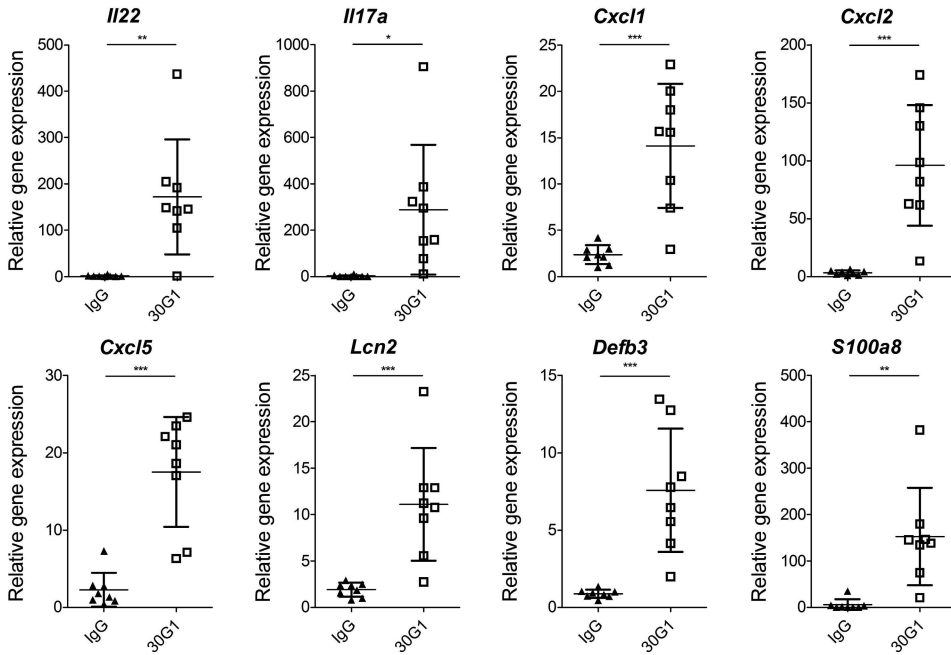 Il22
Il17a
Cxcl1
Cxcl2
**
*
***
***
Relative gene expression
500
400
300
200
100
0
IgG
30G1
Relative gene expression
1000
800
600
400
200
0
IgG
30G1
Relative gene expression
25
20
15
10
5
0
IgG
30G1
Relative gene expression
200
150
100
50
0
IgG
30G1
Cxcl5
Lcn2
Defb3
S100a8
***
***
***
**
Relative gene expression
30
20
10
0
IgG
30G1
Relative gene expression
25
20
15
10
5
0
IgG
30G1
Relative gene expression
15
10
5
0
IgG
30G1
Relative gene expression
500
400
300
200
100
0
IgG
30G1